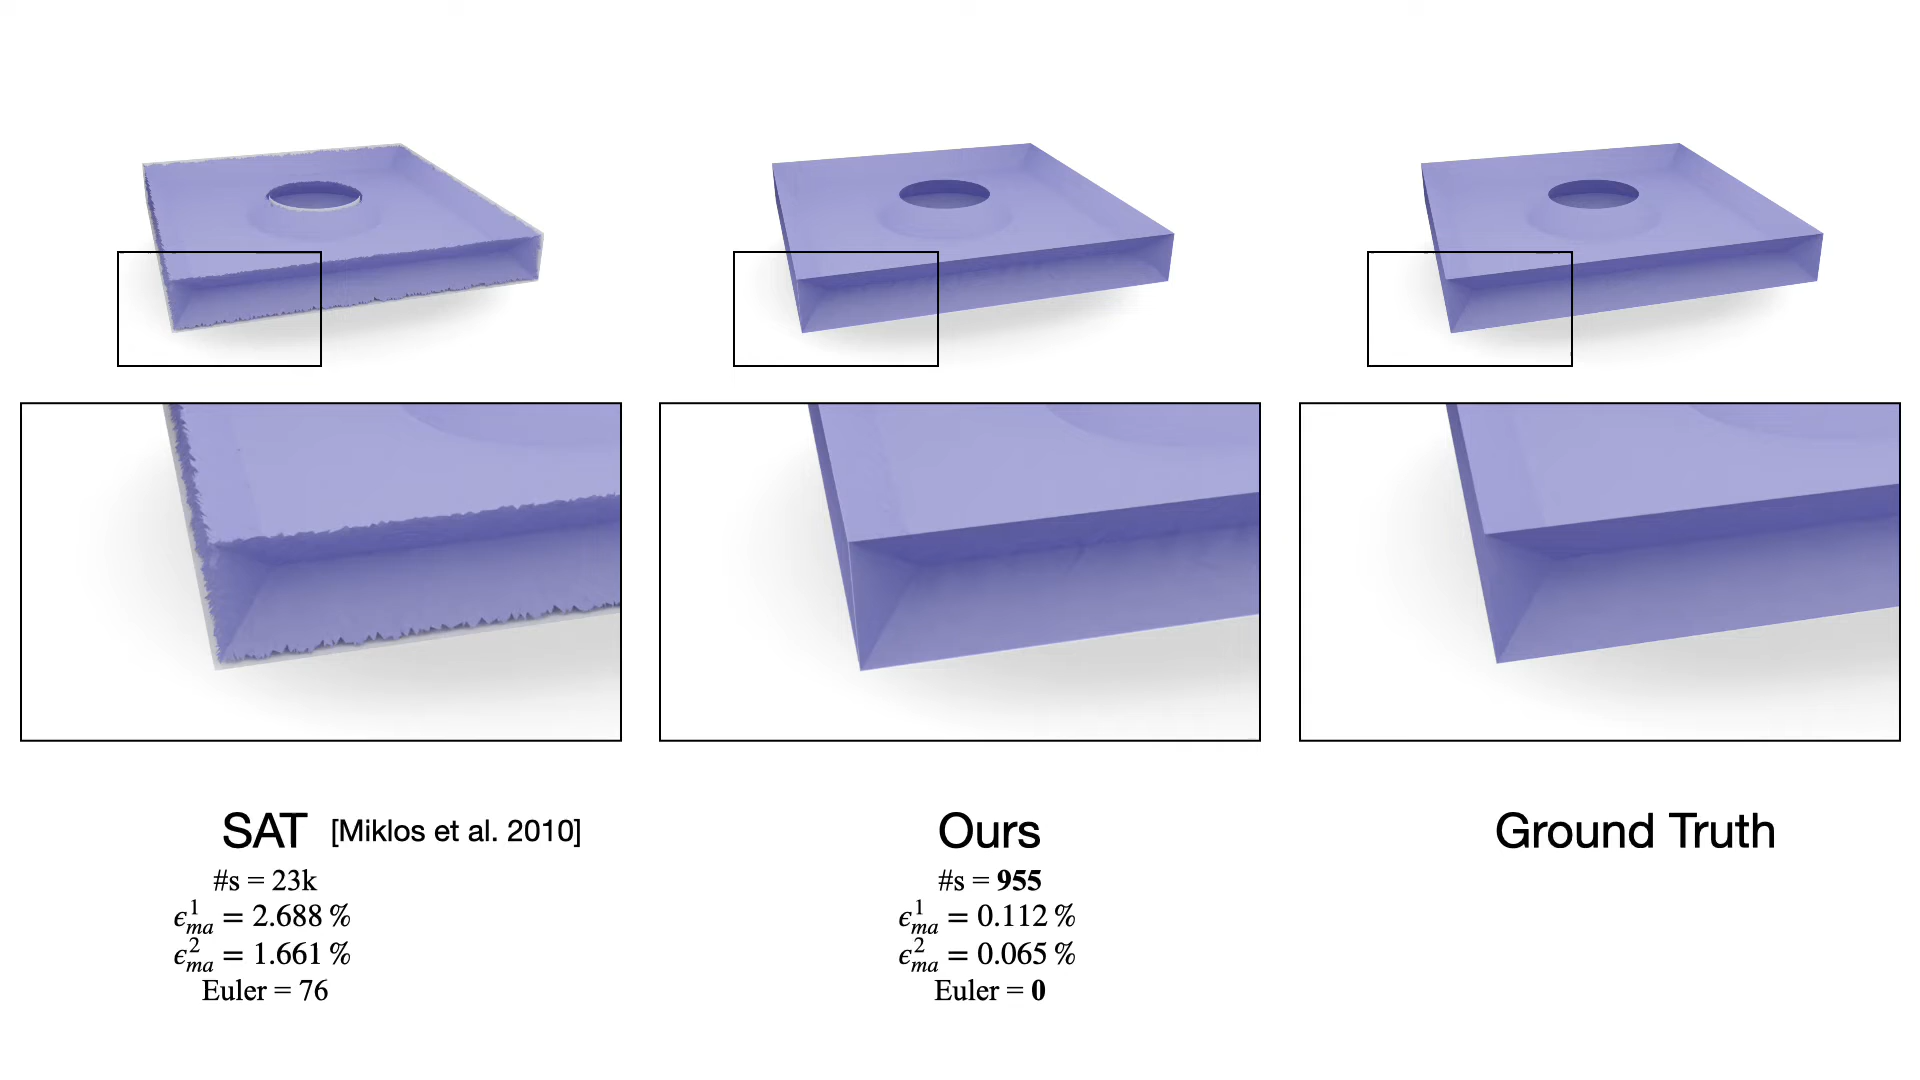 SAT [Miklos et al. 2010]
#s = 23k
ϵ¹ₘₐ = 2.688 %
ϵ²ₘₐ = 1.661 %
Euler = 76
Ours
#s = 955
ϵ¹ₘₐ = 0.112 %
ϵ²ₘₐ = 0.065 %
Euler = 0
Ground Truth